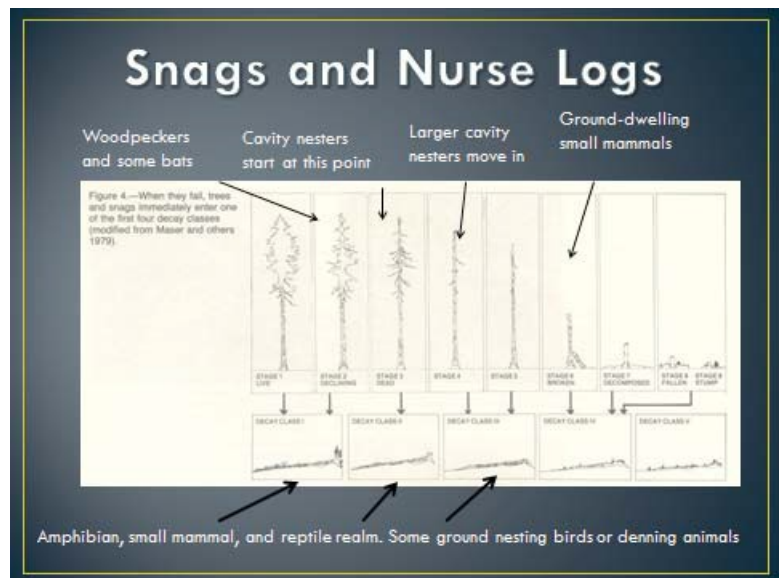 Snags and Nurse Logs
Woodpeckers
and some bats
Cavity nesters
start at this point
Larger cavity
nesters move in
Ground-dwelling
small mammals
Figure 4.—When they fall, trees
and snags immediately enter one
of the first four decay classes
(modified from Maser and others
1979).
STAGE 1
LIVE
STAGE 2
DECLINING
STAGE 3
DEAD
STAGE 4
STAGE 5
STAGE 6
BROKEN
STAGE 7
DECOMPOSED
STAGE 8
FALLEN
STAGE 9
STUMP
DECAY CLASS I
DECAY CLASS II
DECAY CLASS III
DECAY CLASS IV
DECAY CLASS V
Amphibian, small mammal, and reptile realm. Some ground nesting birds or denning animals